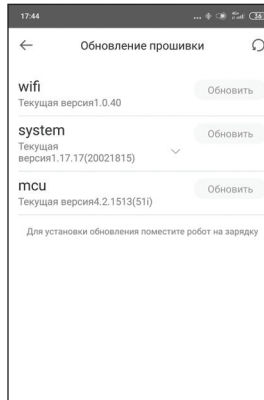 17:44
... 36
Обновление прошивки
wifi
Текущая версия1.0.40
Обновить
system
Текущая
версия1.17.17(20021815)
Обновить
mcu
Текущая версия4.2.1513(51i)
Обновить
Для установки обновления поместите робот на зарядку